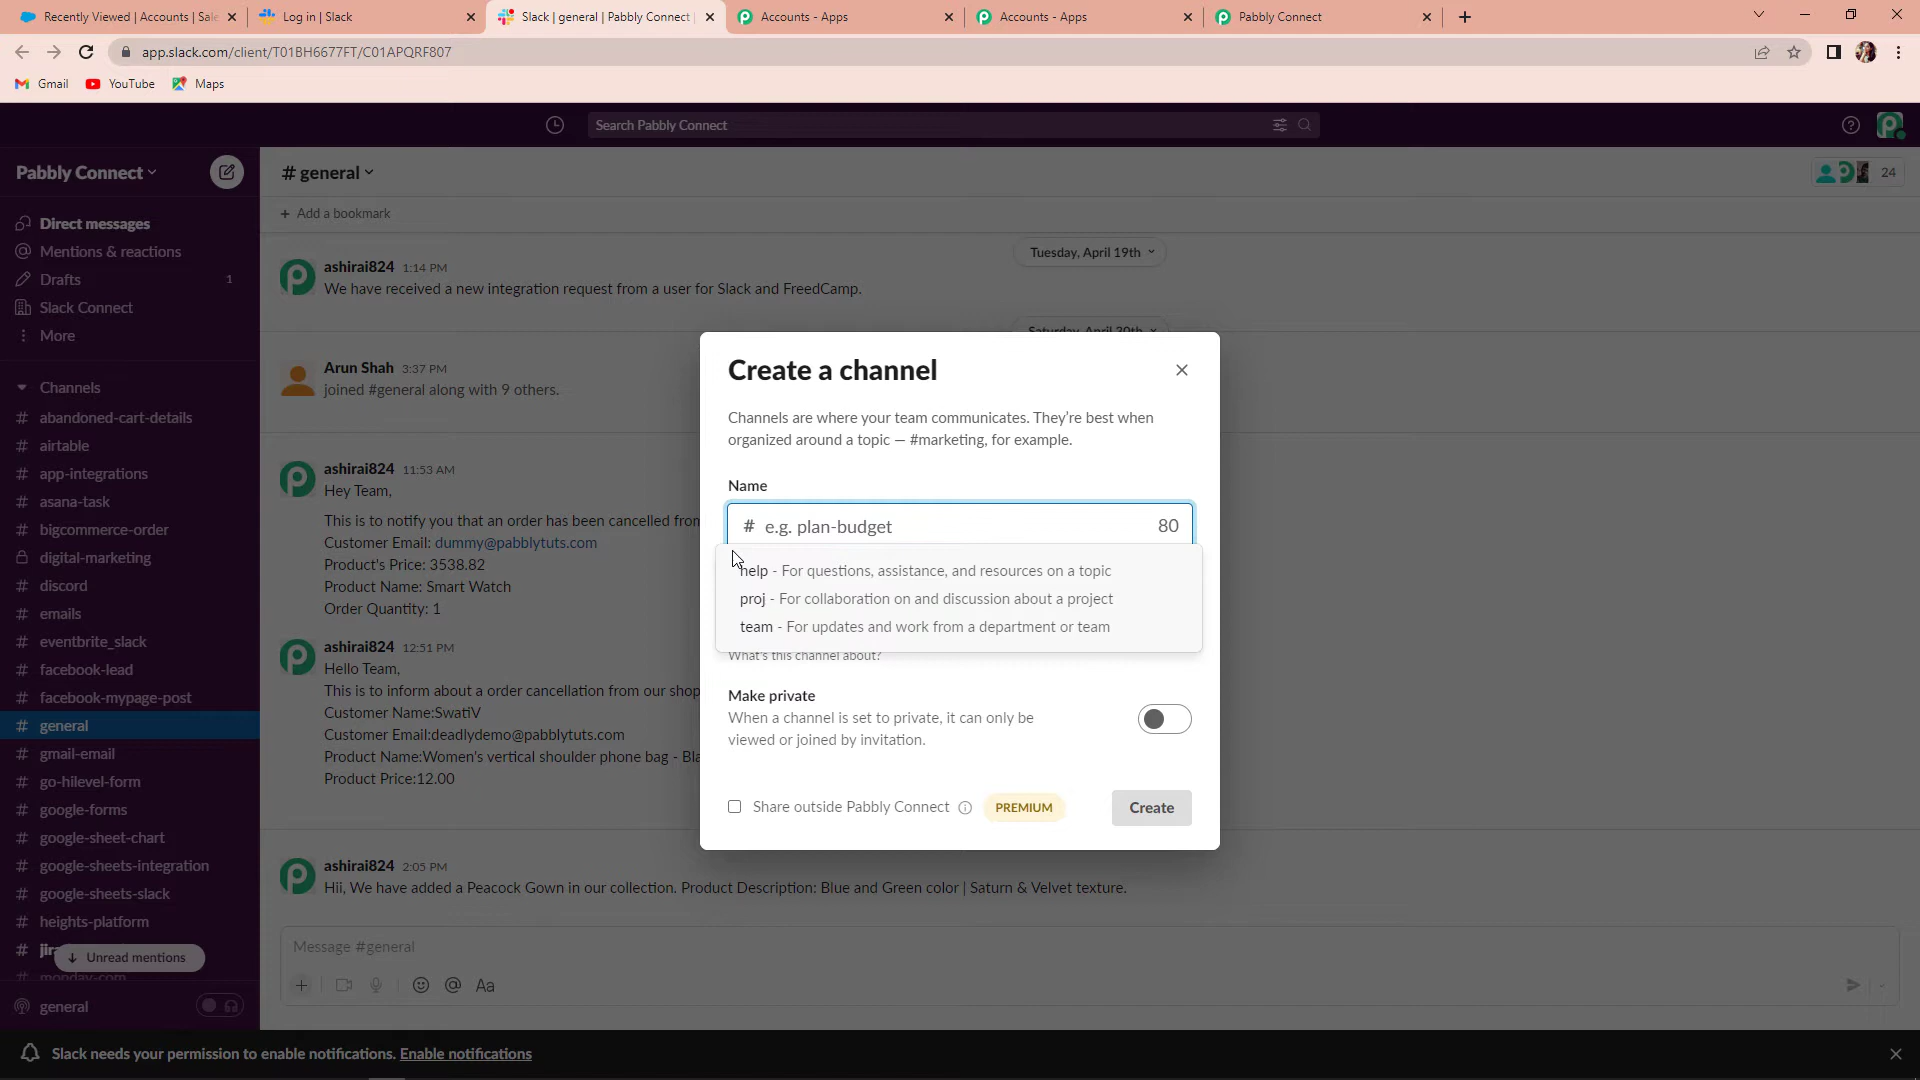 Recently Viewed | Accounts | Sale
Log in | Slack
Slack | general | Pabbly Connect
Accounts - Apps
Accounts - Apps
Pabbly Connect
app.slack.com/client/T01BH6677FT/C01APQRF807
Gmail
YouTube
Maps
Search Pabbly Connect
Pabbly Connect
# general
24
+ Add a bookmark
Direct messages
Mentions & reactions
Drafts 1
Slack Connect
More
Channels
# abandoned-cart-details
# airtable
# app-integrations
# asana-task
# bigcommerce-order
digital-marketing
# discord
# emails
# eventbrite_slack
# facebook-lead
# facebook-mypage-post
# general
# gmail-email
# go-hilevel-form
# google-forms
# google-sheet-chart
# google-sheets-integration
# google-sheets-slack
# heights-platform
# jira
Unread mentions
# monday-com
general
Tuesday, April 19th
ashirai824 1:14 PM
We have received a new integration request from a user for Slack and FreedCamp.
Saturday, April 30th
Arun Shah 3:37 PM
joined #general along with 9 others.
ashirai824 11:53 AM
Hey Team,
This is to notify you that an order has been cancelled from
Customer Email: dummy@pabblytuts.com
Product's Price: 3538.82
Product Name: Smart Watch
Order Quantity: 1
ashirai824 12:51 PM
Hello Team,
This is to inform about a order cancellation from our shop
Customer Name:SwatiV
Customer Email:deadlydemo@pabblytuts.com
Product Name:Women's vertical shoulder phone bag - Bla
Product Price:12.00
ashirai824 2:05 PM
Hii, We have added a Peacock Gown in our collection. Product Description: Blue and Green color | Saturn & Velvet texture.
Message #general
Aa
Create a channel
Channels are where your team communicates. They're best when
organized around a topic — #marketing, for example.
Name
# e.g. plan-budget 80
help - For questions, assistance, and resources on a topic
proj - For collaboration on and discussion about a project
team - For updates and work from a department or team
What's this channel about?
Make private
When a channel is set to private, it can only be
viewed or joined by invitation.
Share outside Pabbly Connect PREMIUM
Create
Slack needs your permission to enable notifications. Enable notifications